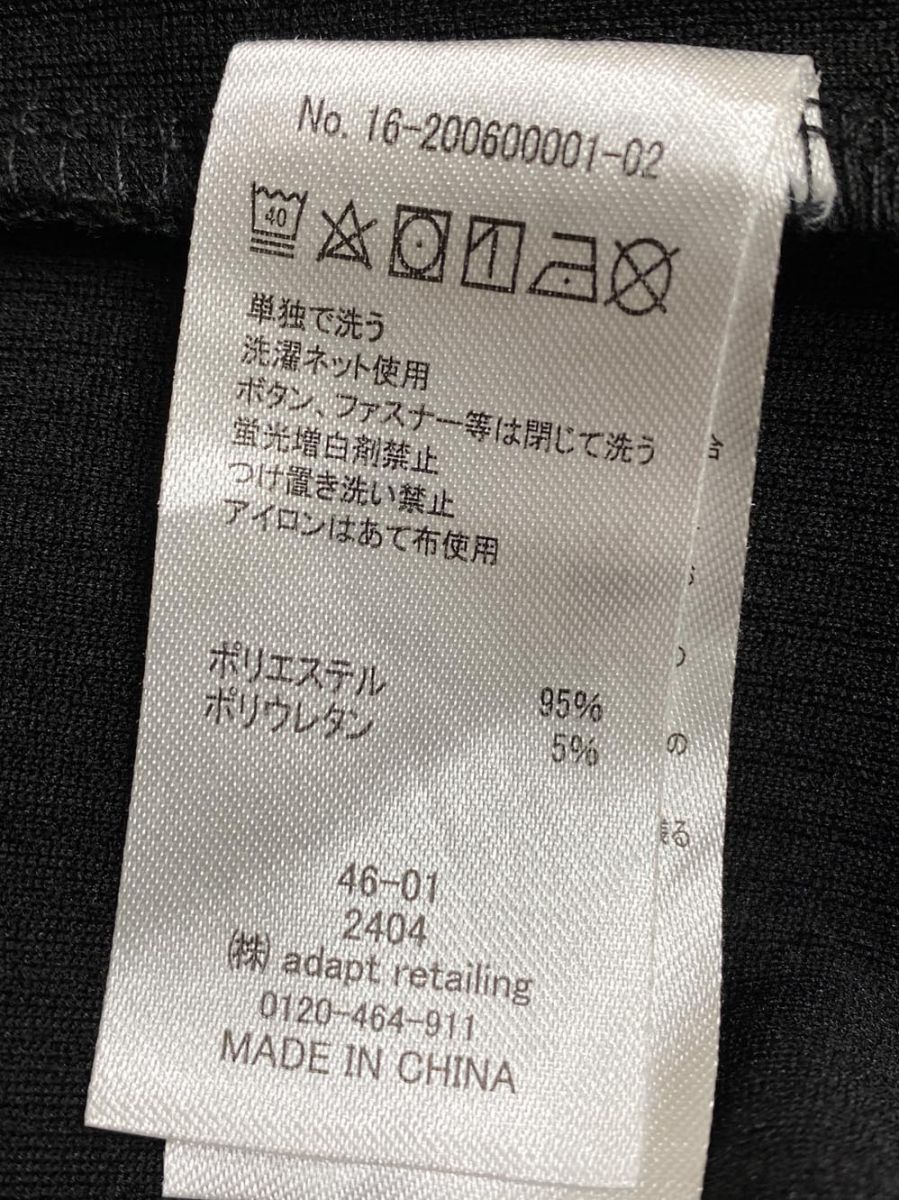 No. 16-200600001-02
40
単独で洗う
洗濯ネット使用
ボタン、ファスナー等は閉じて洗う
蛍光増白剤禁止
つけ置き洗い禁止
アイロンはあて布使用
ポリエステル 95%
ポリウレタン 5%
46-01
2404
㈱ adapt retailing
0120-464-911
MADE IN CHINA
合
の
る